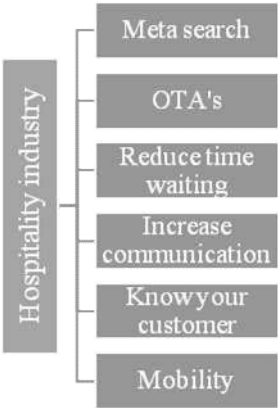 Hospitality industry
Meta search
OTA's
Reduce time
waiting
Increase
communication
Know your
customer
Mobility